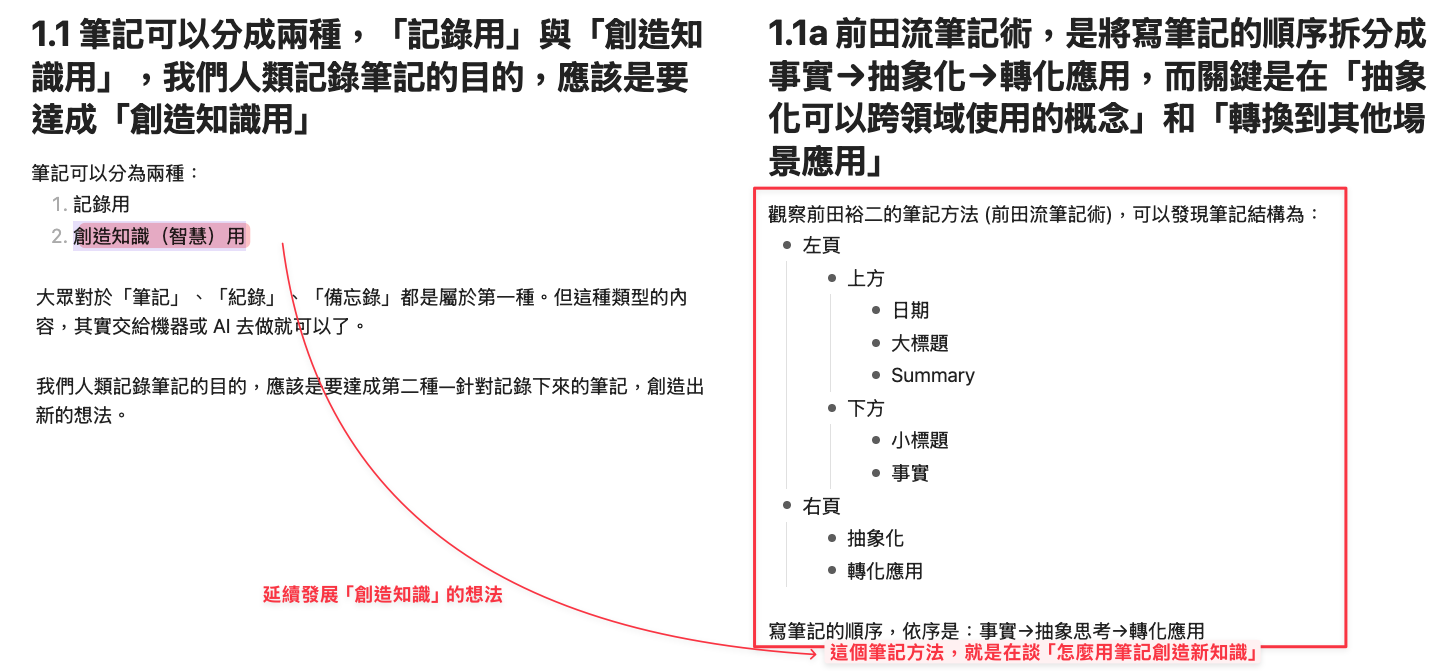 1.1 筆記可以分成兩種，「記錄用」與「創造知
識用」，我們人類記錄筆記的目的，應該是要
達成「創造知識用」
筆記可以分為兩種：
1. 記錄用
2. 創造知識（智慧）用
大眾對於「筆記」、「紀錄」、「備忘錄」都是屬於第一種。但這種類型的內
容，其實交給機器或 AI 去做就可以了。
我們人類記錄筆記的目的，應該是要達成第二種—針對記錄下來的筆記，創造出
新的想法。
延續發展「創造知識」的想法
1.1a 前田流筆記術，是將寫筆記的順序拆分成
事實→抽象化→轉化應用，而關鍵是在「抽象
化可以跨領域使用的概念」和「轉換到其他場
景應用」
觀察前田裕二的筆記方法 (前田流筆記術)，可以發現筆記結構為：
• 左頁
• 上方
• 日期
• 大標題
• Summary
• 下方
• 小標題
• 事實
• 右頁
• 抽象化
• 轉化應用
寫筆記的順序，依序是：事實→抽象思考→轉化應用
這個筆記方法，就是在談「怎麼用筆記創造新知識」